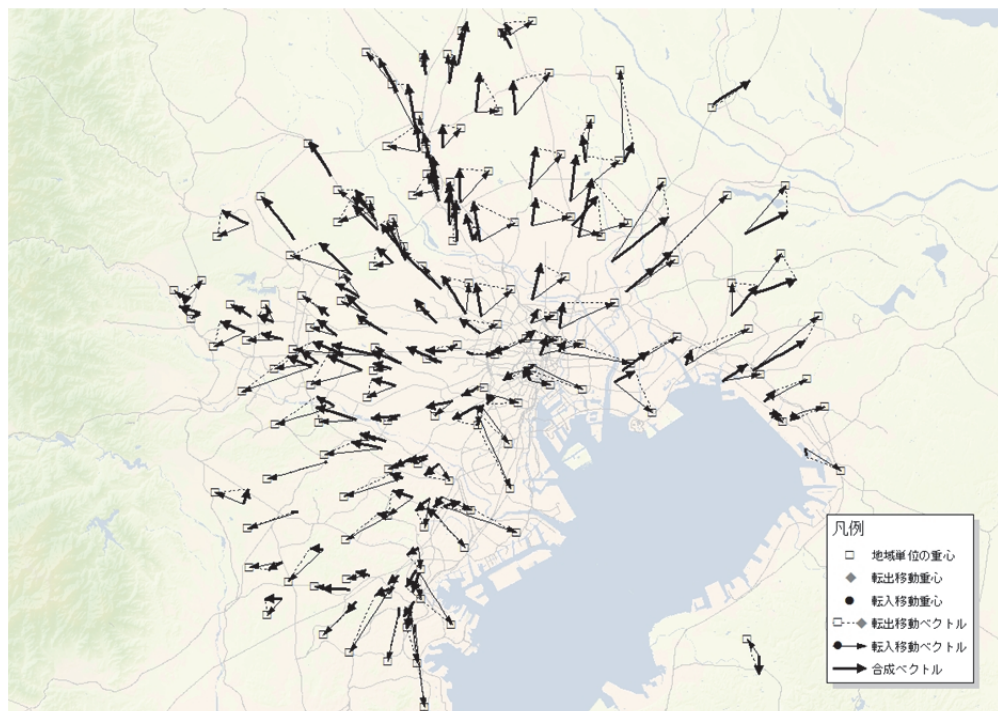 凡例
地域単位の重心
転出移動重心
転入移動重心
転出移動ベクトル
転入移動ベクトル
合成ベクトル